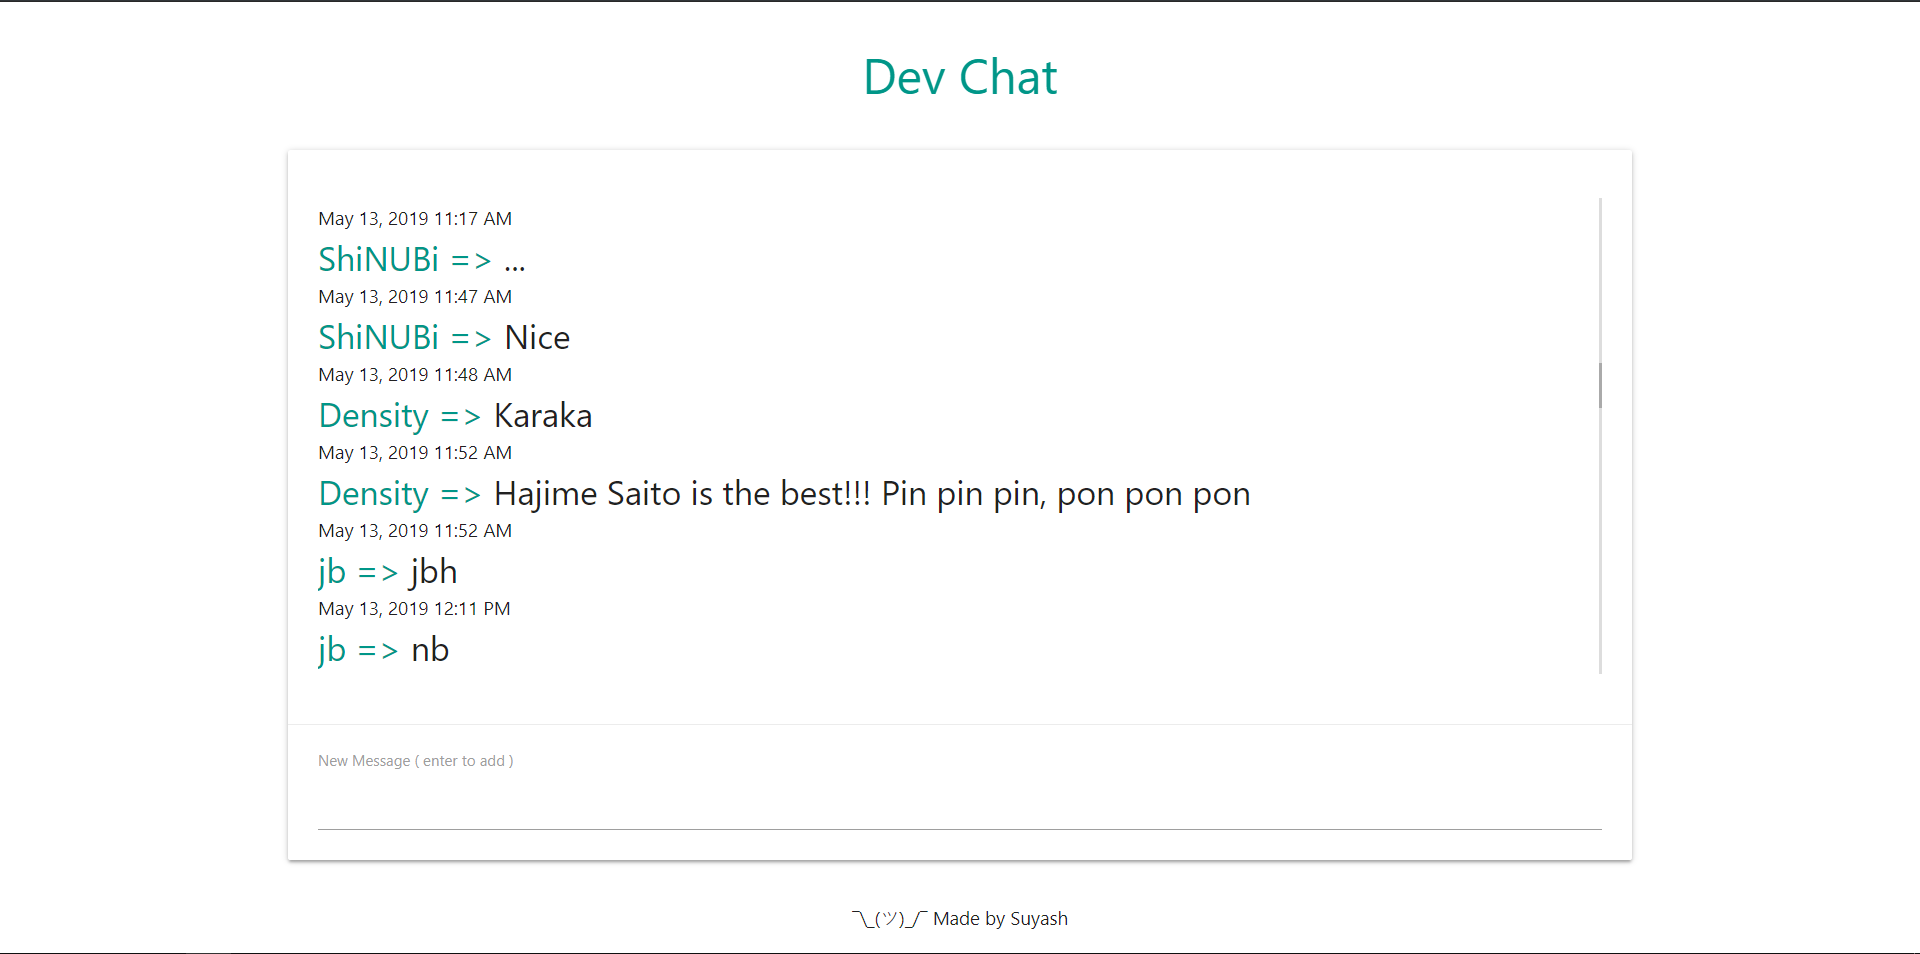 Dev Chat
May 13, 2019 11:17 AM
ShiNUBi => ...
May 13, 2019 11:47 AM
ShiNUBi => Nice
May 13, 2019 11:48 AM
Density => Karaka
May 13, 2019 11:52 AM
Density => Hajime Saito is the best!!! Pin pin pin, pon pon pon
May 13, 2019 11:52 AM
jb => jbh
May 13, 2019 12:11 PM
jb => nb
New Message ( enter to add )
¯\_(ツ)_/¯ Made by Suyash